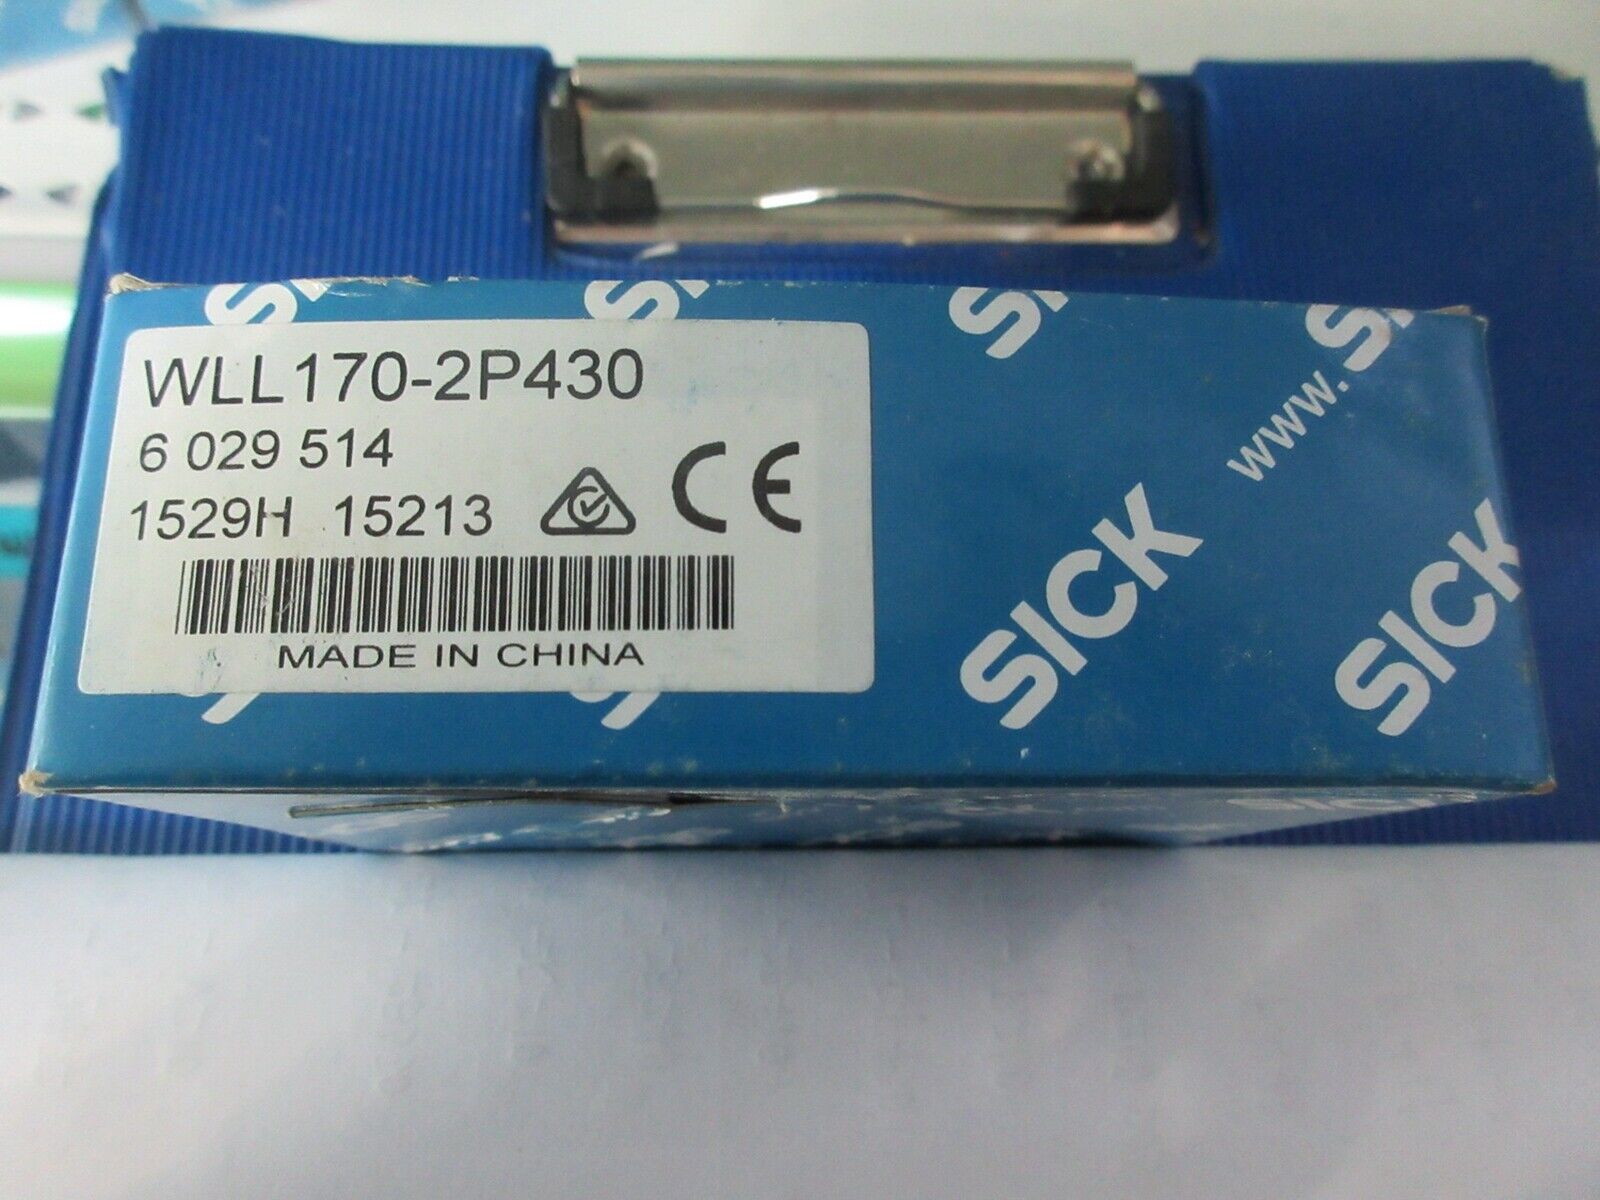 WLL170-2P430
6 029 514
1529H 15213
CE
MADE IN CHINA
www.
SICK
SICK